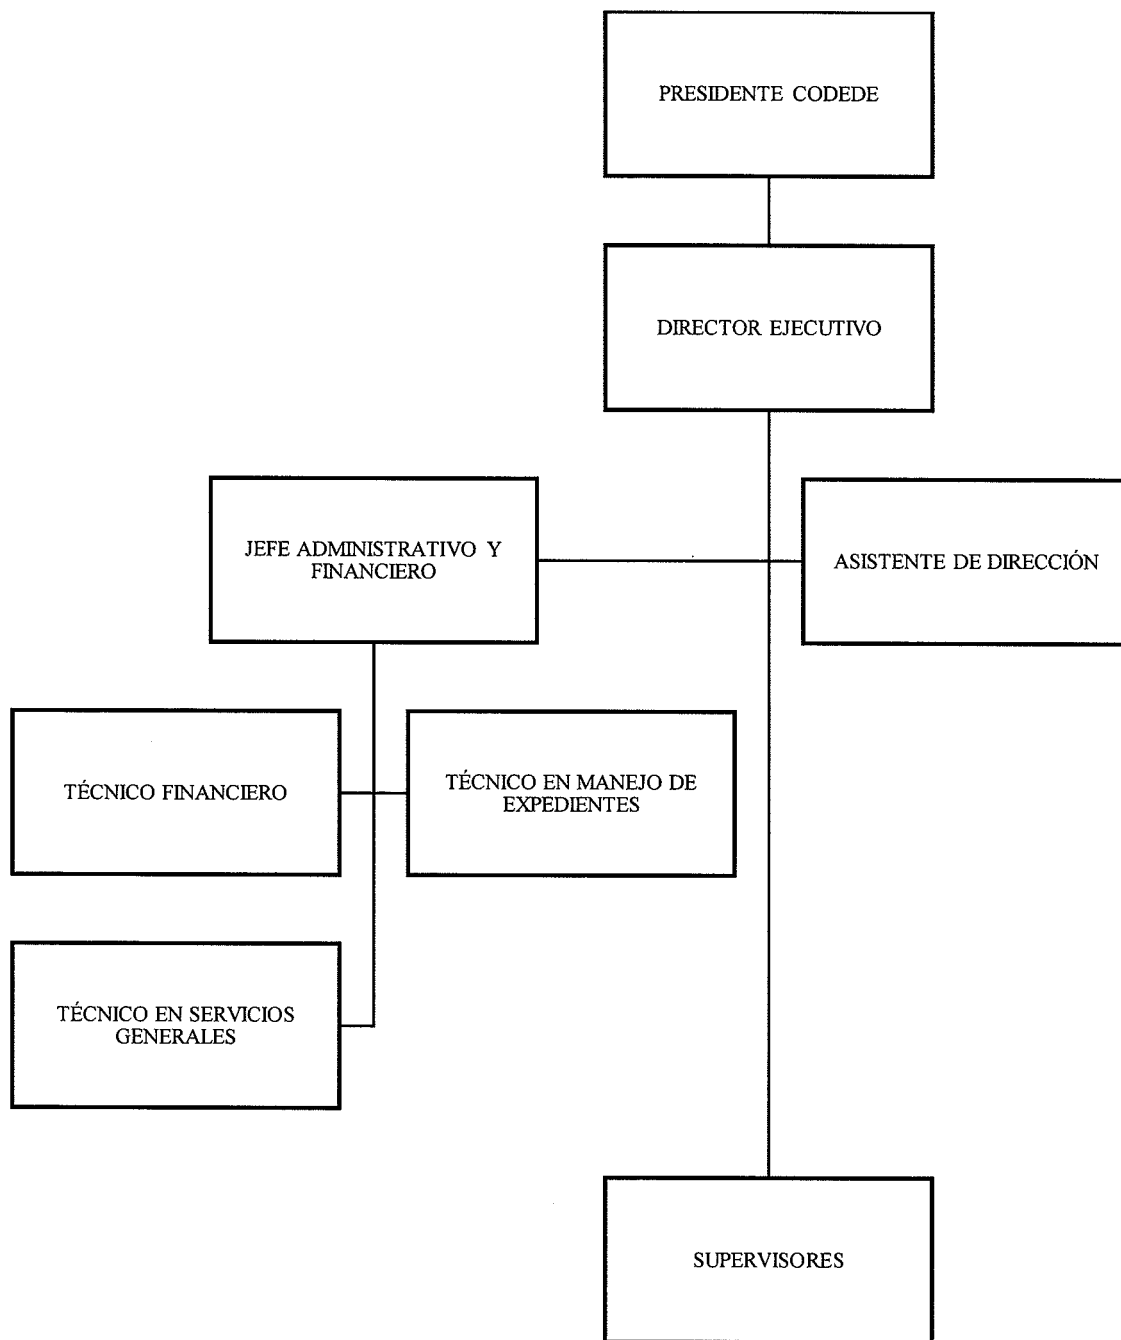 PRESIDENTE CODEDE
DIRECTOR EJECUTIVO
JEFE ADMINISTRATIVO Y
FINANCIERO
ASISTENTE DE DIRECCIÓN
TÉCNICO FINANCIERO
TÉCNICO EN MANEJO DE
EXPEDIENTES
TÉCNICO EN SERVICIOS
GENERALES
SUPERVISORES